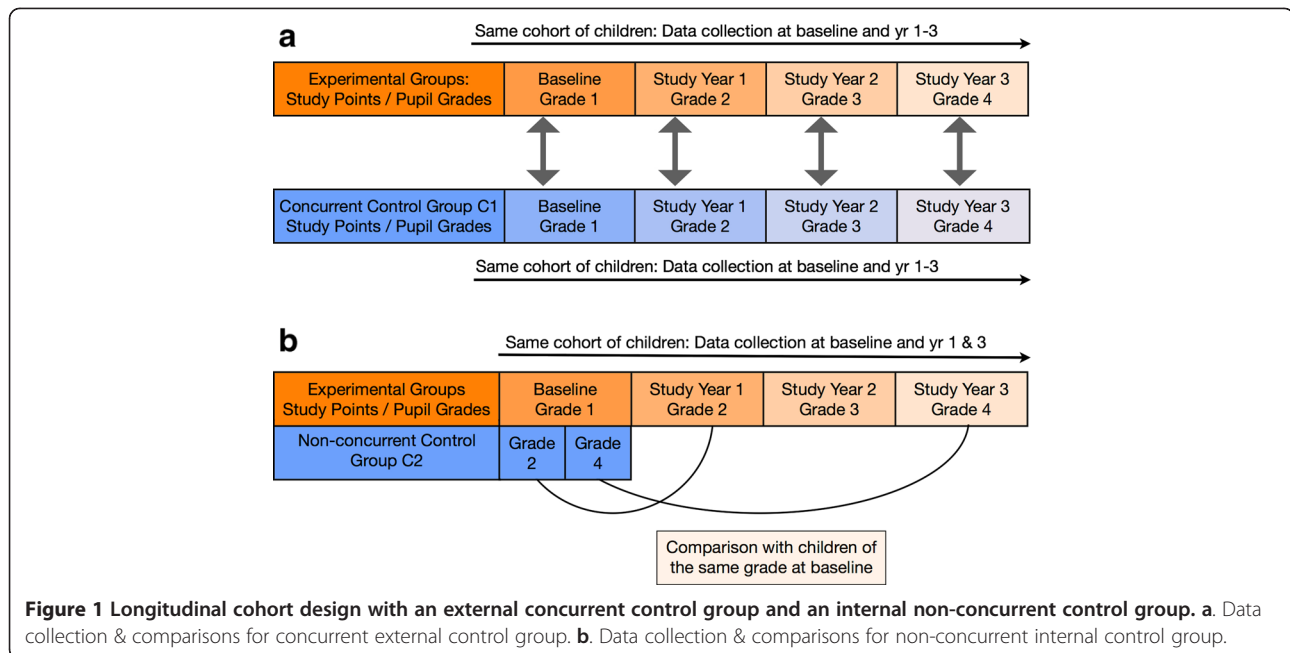 a
Same cohort of children: Data collection at baseline and yr 1-3
Experimental Groups:
Study Points / Pupil Grades
Baseline
Grade 1
Study Year 1
Grade 2
Study Year 2
Grade 3
Study Year 3
Grade 4
Concurrent Control Group C1
Study Points / Pupil Grades
Baseline
Grade 1
Study Year 1
Grade 2
Study Year 2
Grade 3
Study Year 3
Grade 4
Same cohort of children: Data collection at baseline and yr 1-3
b
Same cohort of children: Data collection at baseline and yr 1 & 3
Experimental Groups
Study Points / Pupil Grades
Baseline
Grade 1
Study Year 1
Grade 2
Study Year 2
Grade 3
Study Year 3
Grade 4
Non-concurrent Control
Group C2
Grade
2
Grade
4
Comparison with children of
the same grade at baseline
Figure 1 Longitudinal cohort design with an external concurrent control group and an internal non-concurrent control group. a. Data
collection & comparisons for concurrent external control group. b. Data collection & comparisons for non-concurrent internal control group.